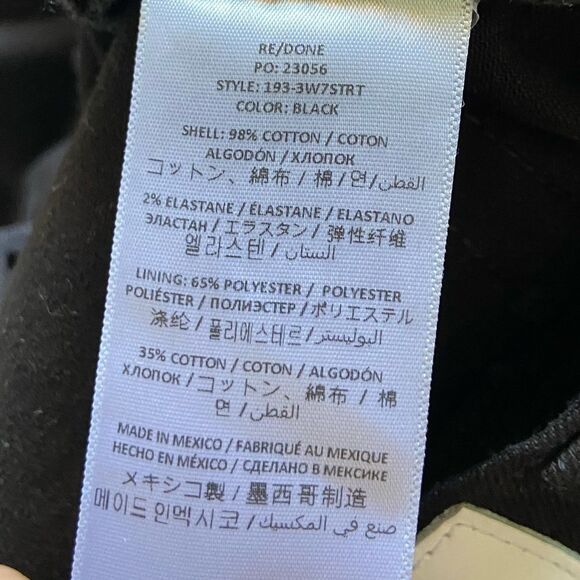 RE/DONE
PO: 23056
STYLE: 193-3W7STRT
COLOR: BLACK
SHELL: 98% COTTON / COTON
ALGODÓN / ХЛОПОК
コットン、綿布 / 棉 /면/القطن
2% ELASTANE / ÉLASTANE / ELASTANO
ЭЛАСТАН / エラスタン / 弹性纤维
엘리스텐 / الستان
LINING: 65% POLYESTER / POLYESTER
POLIÉSTER / ПОЛИЭСТЕР / ポリエステル
涤纶 / 폴리에스테르 / البوليستر
35% COTTON / COTON / ALGODÓN
ХЛОПОК / コットン、綿布 / 棉
면 / القطن
MADE IN MEXICO / FABRIQUÉ AU MEXIQUE
HECHO EN MÉXICO / СДЕЛАНО В МЕКСИКЕ
メキシコ製 / 墨西哥制造
메이드 인멕시코 / صنع في المكسيك